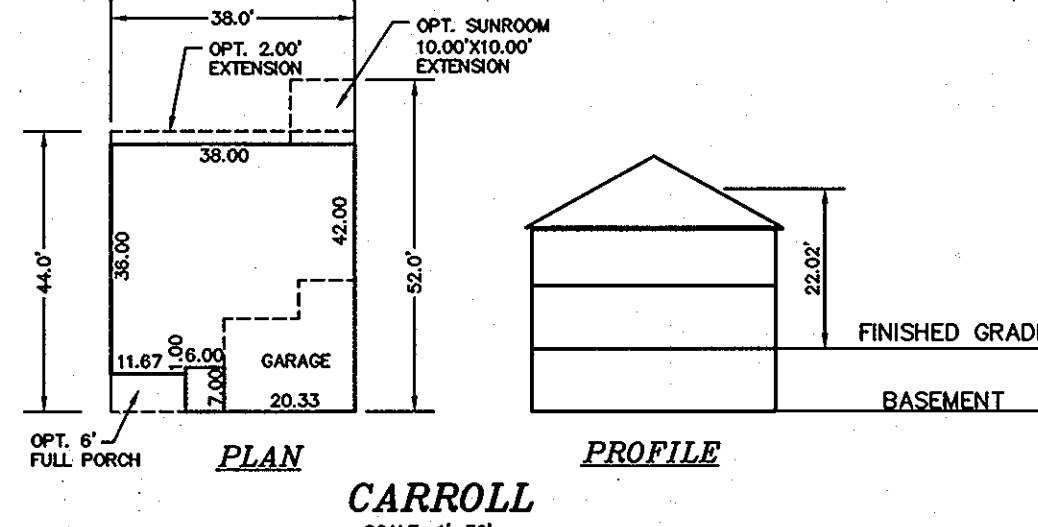 38.0'
OPT. 2.00'
EXTENSION
OPT. SUNROOM
10.00'X10.00'
EXTENSION
38.00
44.0'
36.00
42.00
52.0'
11.67
1.00
6.00
7.00
GARAGE
20.33
OPT. 6'
FULL PORCH
PLAN
22.02'
FINISHED GRADE
BASEMENT
PROFILE
CARROLL